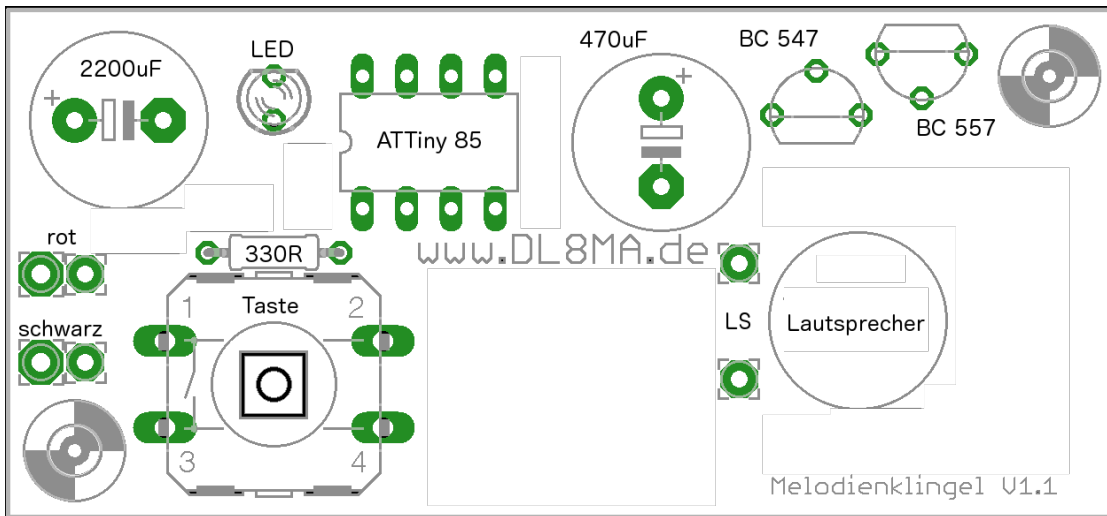 2200uF
+
LED
ATTiny 85
470uF
+
BC 547
BC 557
rot
330R
www.DL8MA.de
schwarz
1
Taste
2
3
4
LS
Lautsprecher
Melodienklingel V1.1